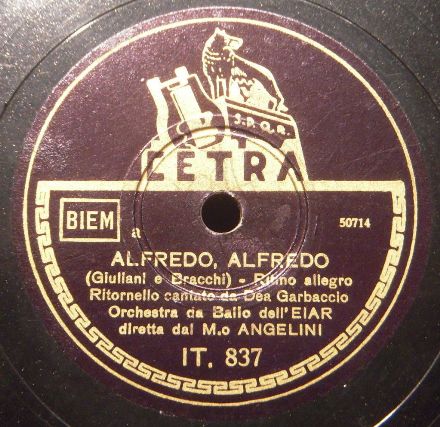 S.P.Q.R.
CETRA
BIEM
a
50714
ALFREDO, ALFREDO
(Giuliani e Bracchi) - Ritmo allegro
Ritornello cantato da Dea Garbaccio
Orchestra da Ballo dell'EIAR
diretta dal M.o ANGELINI
IT. 837